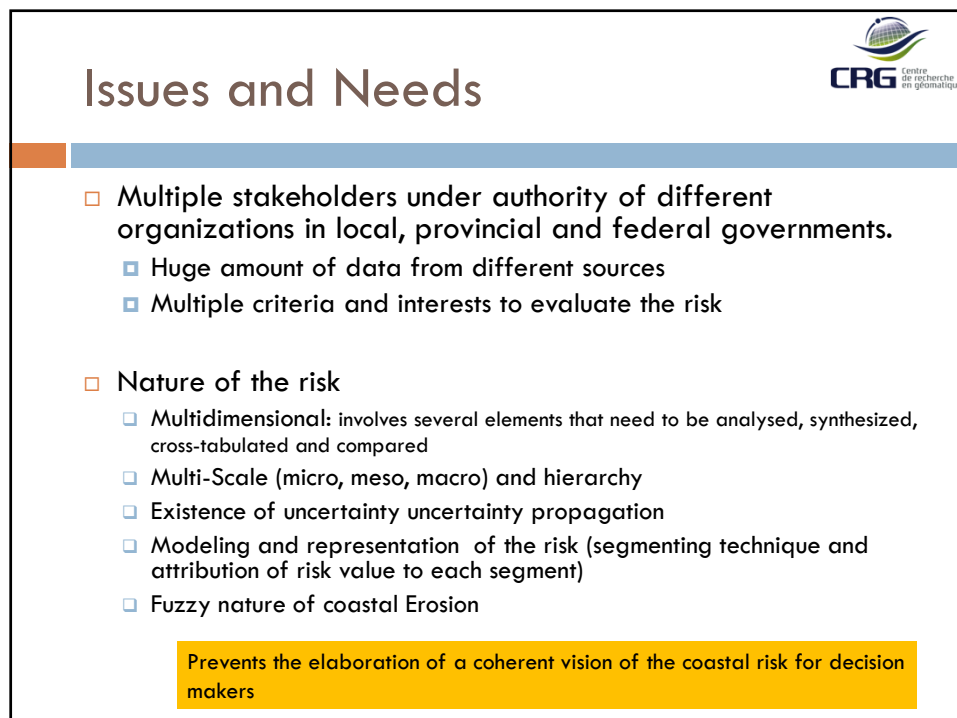 Issues and Needs
CRG Centre
de recherche
en géomatique
Multiple stakeholders under authority of different
organizations in local, provincial and federal governments.
Huge amount of data from different sources
Multiple criteria and interests to evaluate the risk
Nature of the risk
Multidimensional: involves several elements that need to be analysed, synthesized,
cross-tabulated and compared
Multi-Scale (micro, meso, macro) and hierarchy
Existence of uncertainty uncertainty propagation
Modeling and representation of the risk (segmenting technique and
attribution of risk value to each segment)
Fuzzy nature of coastal Erosion
Prevents the elaboration of a coherent vision of the coastal risk for decision
makers